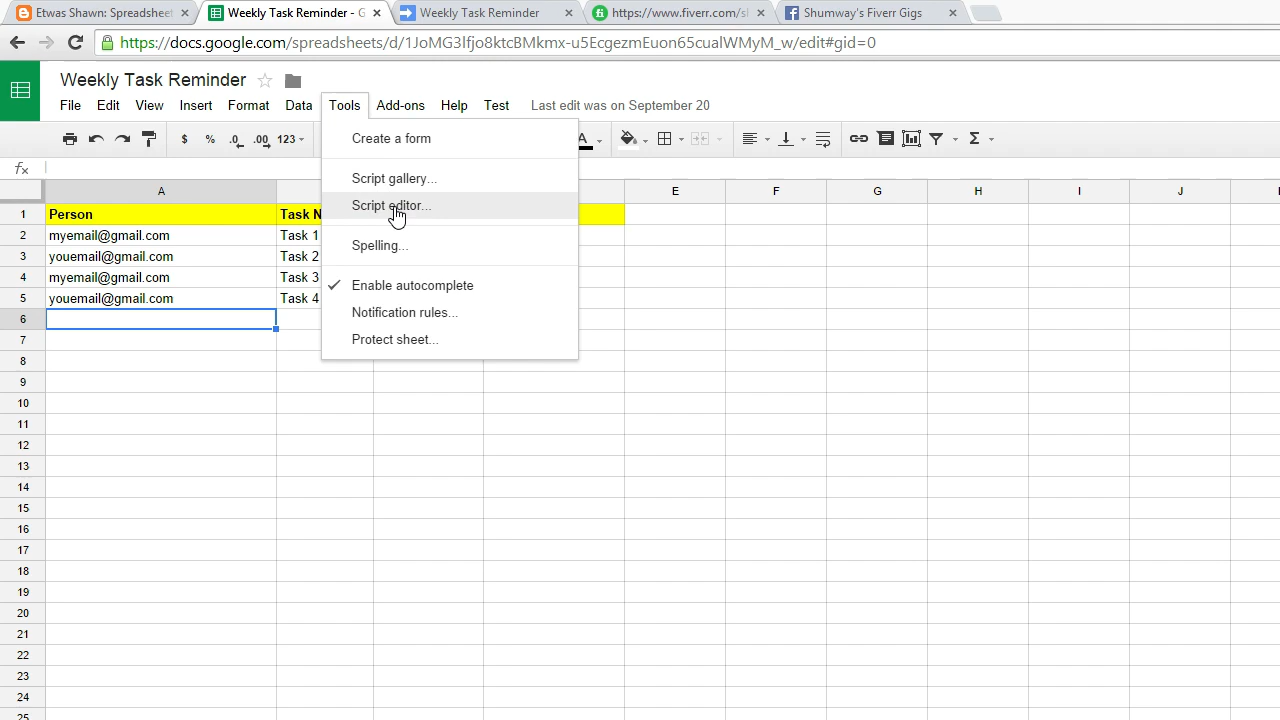 Etwas Shawn: Spreadsheet
Weekly Task Reminder - G
Weekly Task Reminder
https://www.fiverr.com/sl
Shumway's Fiverr Gigs
https://docs.google.com/spreadsheets/d/1JoMG3lfjo8ktcBMkmx-u5EcgezmEuon65cualWMyM_w/edit#gid=0
Weekly Task Reminder
File Edit View Insert Format Data Tools Add-ons Help Test Last edit was on September 20
$ % .0 .00 123
A
Σ
Create a form
Script gallery...
Script editor...
Spelling...
Enable autocomplete
Notification rules...
Protect sheet...
fx
A E F G H I J
1 Person Task N
2 myemail@gmail.com Task 1
3 youemail@gmail.com Task 2
4 myemail@gmail.com Task 3
5 youemail@gmail.com Task 4
6
7
8
9
10
11
12
13
14
15
16
17
18
19
20
21
22
23
24
25